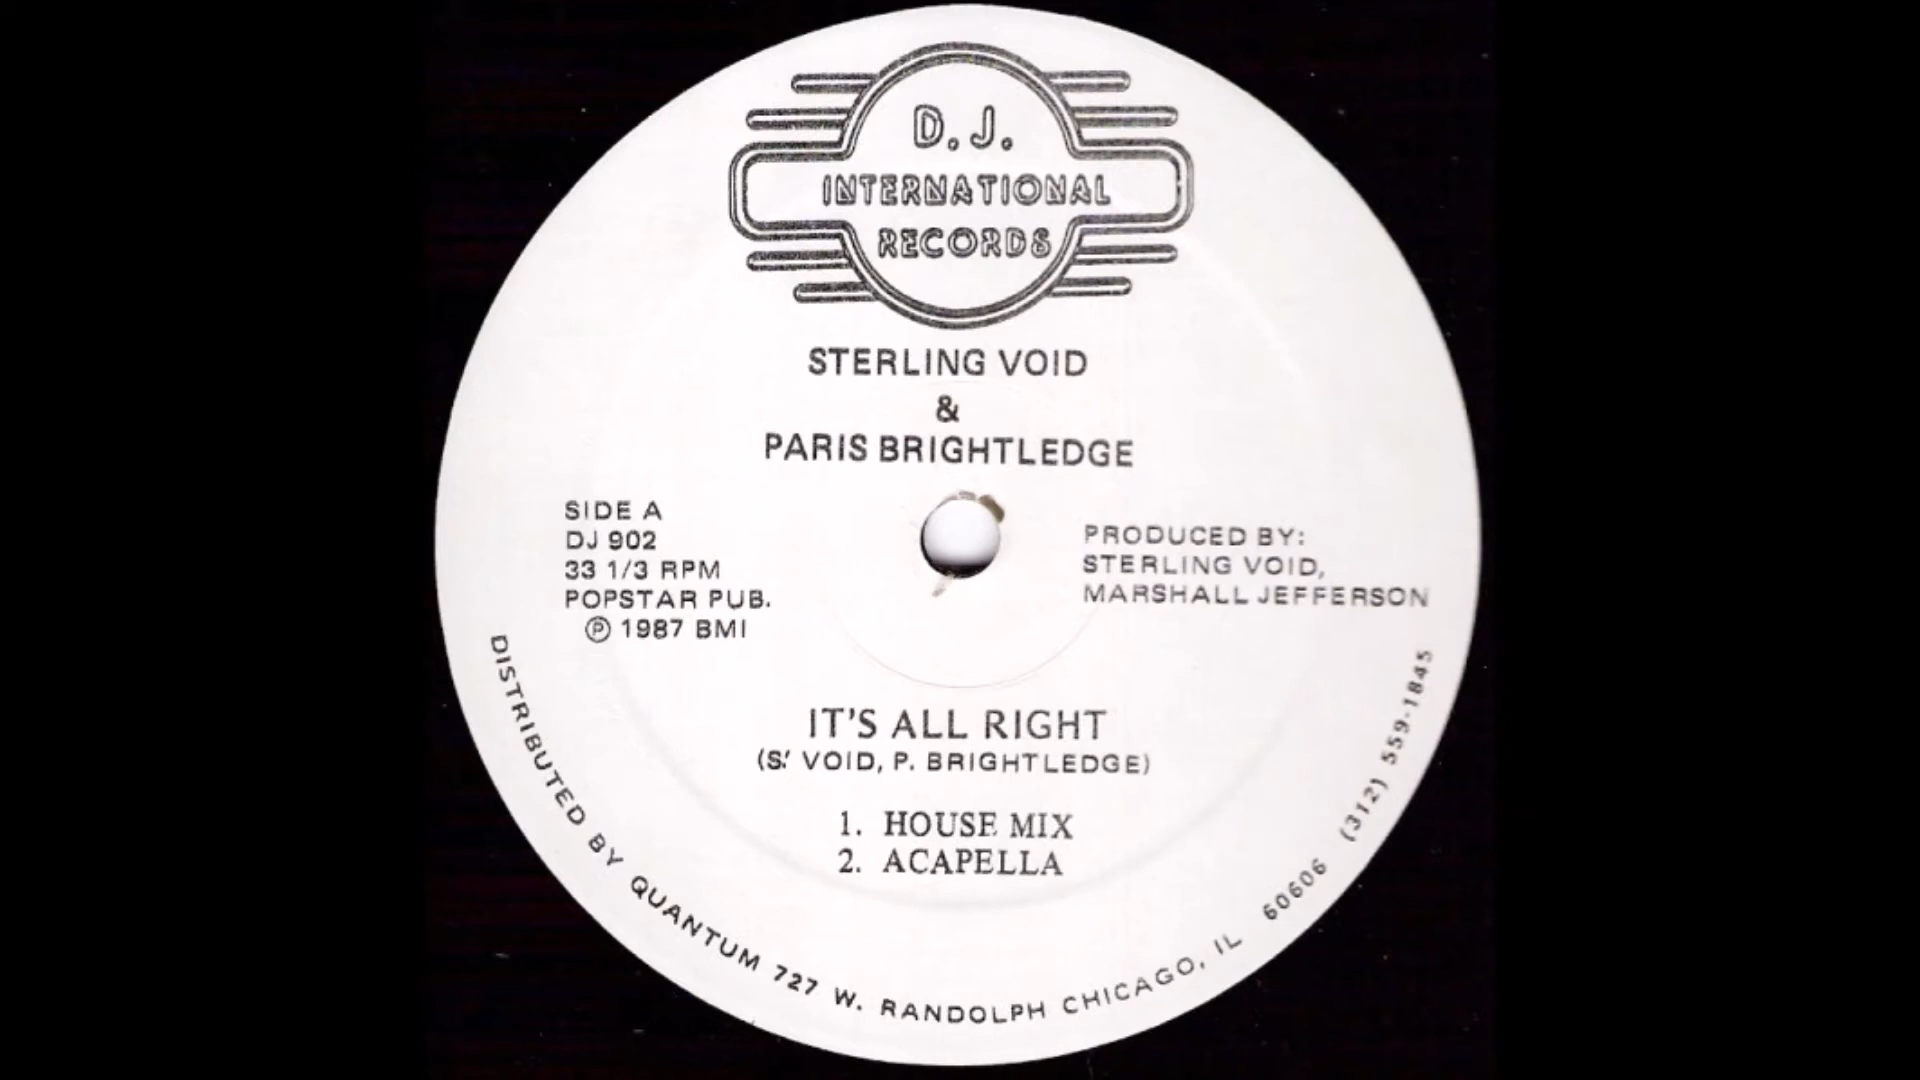 D. J.
INTERNATIONAL
RECORDS
STERLING VOID
&
PARIS BRIGHTLEDGE
SIDE A
DJ 902
33 1/3 RPM
POPSTAR PUB.
℗ 1987 BMI
PRODUCED BY:
STERLING VOID,
MARSHALL JEFFERSON
IT'S ALL RIGHT
(S.' VOID, P. BRIGHTLEDGE)
1. HOUSE MIX
2. ACAPELLA
DISTRIBUTED BY QUANTUM 727 W. RANDOLPH CHICAGO, IL 60606 (312) 559-1845